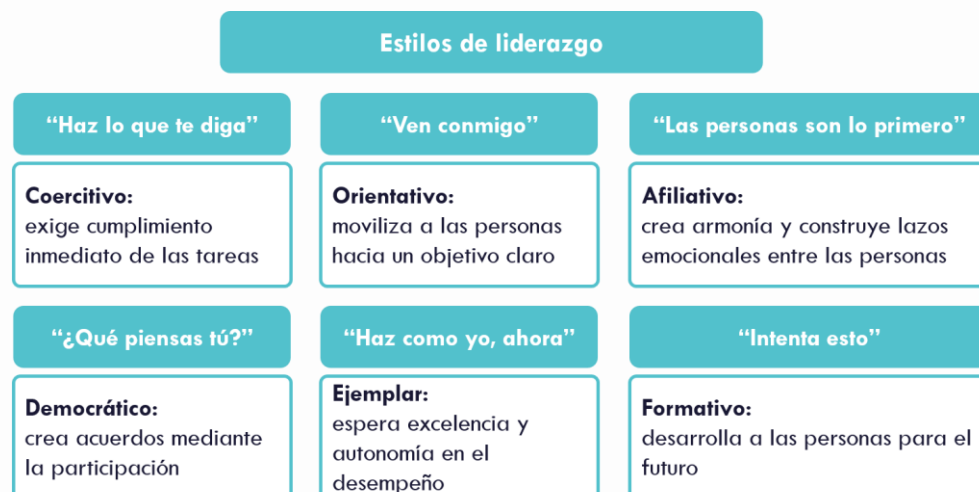 Estilos de liderazgo
“Haz lo que te diga”
Coercitivo:
exige cumplimiento
inmediato de las tareas
“Ven conmigo”
Orientativo:
moviliza a las personas
hacia un objetivo claro
“Las personas son lo primero”
Afiliativo:
crea armonía y construye lazos
emocionales entre las personas
“¿Qué piensas tú?”
Democrático:
crea acuerdos mediante
la participación
“Haz como yo, ahora”
Ejemplar:
espera excelencia y
autonomía en el
desempeño
“Intenta esto”
Formativo:
desarrolla a las personas para el
futuro